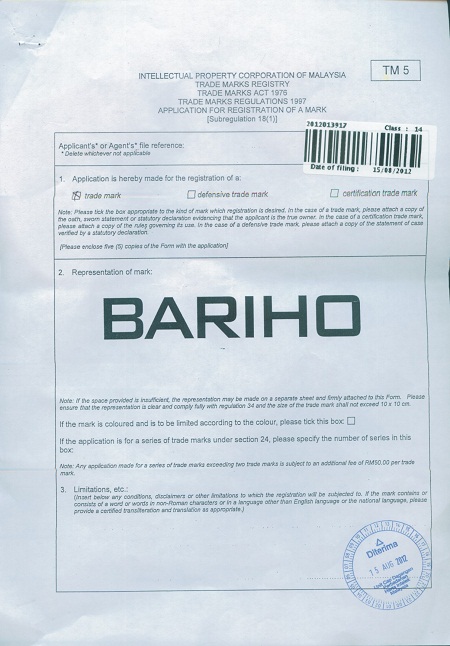 TM 5
INTELLECTUAL PROPERTY CORPORATION OF MALAYSIA
TRADE MARKS REGISTRY
TRADE MARKS ACT 1976
TRADE MARKS REGULATIONS 1997
APPLICATION FOR REGISTRATION OF A MARK
[Subregulation 18(1)]
2012013917 Class : 14
Date of filing : 15/08/2012
Applicant's* or Agent's* file reference:
* Delete whichever not applicable
1. Application is hereby made for the registration of a:
trade mark defensive trade mark certification trade mark
Note: Please tick the box appropriate to the kind of mark which registration is desired. In the case of a trade mark, please attach a copy of
the oath, sworn statement or statutory declaration evidencing that the applicant is the true owner. In the case of a certification trade mark,
please attach a copy of the rules governing its use. In the case of a defensive trade mark, please attach a copy of the statement of case
verified by a statutory declaration.
[Please enclose five (5) copies of the Form with the application]
2. Representation of mark:
BARIHO
Note: If the space provided is insufficient, the representation may be made on a separate sheet and firmly attached to this Form. Please
ensure that the representation is clear and comply fully with regulation 34 and the size of the trade mark shall not exceed 10 x 10 cm.
If the mark is coloured and is to be limited according to the colour, please tick this box:
If the application is for a series of trade marks under section 24, please specify the number of series in this
box:
Note: Any application made for a series of trade marks exceeding two trade marks is subject to an additional fee of RM50.00 per trade
mark.
3. Limitations, etc.:
(Insert below any conditions, disclaimers or other limitations to which the registration will be subjected to. If the mark contains or
consists of a word or words in non-Roman characters or in a language other than English language or the national language, please
provide a certified transliteration and translation as appropriate.)
Diterima
15 AUG 2012